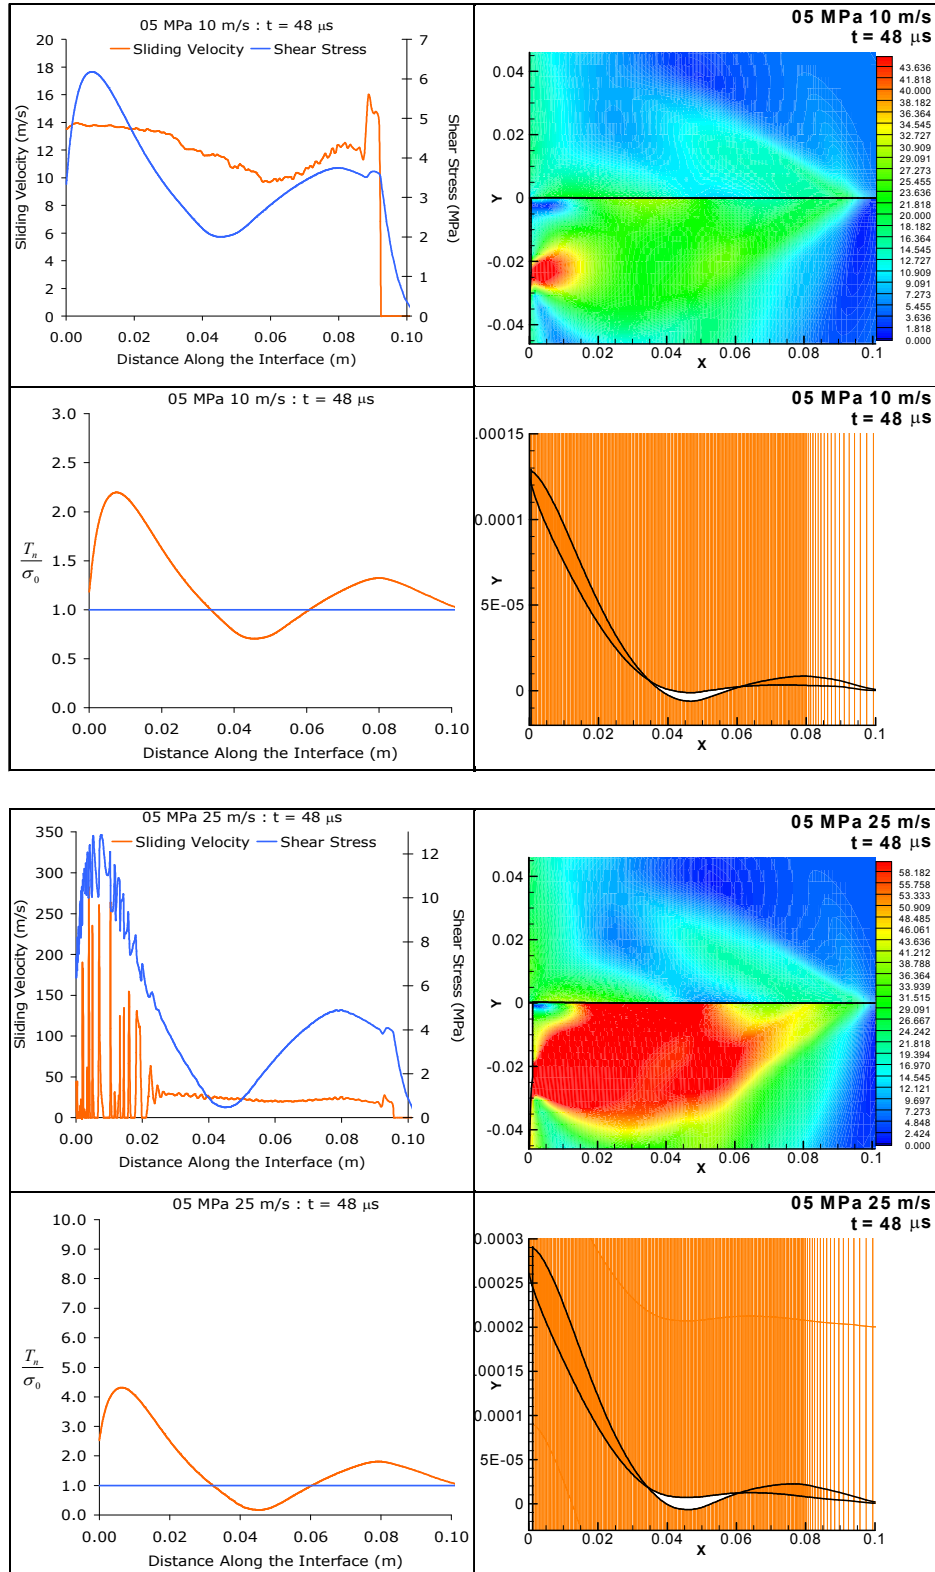 05 MPa 10 m/s : t = 48 μs
Sliding Velocity Shear Stress
20
18
16
14
12
10
8
6
4
2
0
Sliding Velocity (m/s)
7
6
5
4
3
2
1
0
Shear Stress (MPa)
0.00 0.02 0.04 0.06 0.08 0.10
Distance Along the Interface (m)
05 MPa 10 m/s
t = 48 μs
0.04
0.02
0
-0.02
-0.04
Y
0 0.02 0.04 0.06 0.08 0.1
X
43.636
41.818
40.000
38.182
36.364
34.545
32.727
30.909
29.091
27.273
25.455
23.636
21.818
20.000
18.182
16.364
14.545
12.727
10.909
9.091
7.273
5.455
3.636
1.818
0.000
05 MPa 10 m/s : t = 48 μs
3.0
2.5
2.0
1.5
1.0
0.5
0.0
T_n
σ_0
0.00 0.02 0.04 0.06 0.08 0.10
Distance Along the Interface (m)
05 MPa 10 m/s
t = 48 μs
.00015
0.0001
5E-05
0
Y
0 0.02 0.04 0.06 0.08 0.1
X
05 MPa 25 m/s : t = 48 μs
Sliding Velocity Shear Stress
350
300
250
200
150
100
50
0
Sliding Velocity (m/s)
12
10
8
6
4
2
0
Shear Stress (MPa)
0.00 0.02 0.04 0.06 0.08 0.10
Distance Along the Interface (m)
05 MPa 25 m/s
t = 48 μs
0.04
0.02
0
-0.02
-0.04
Y
0 0.02 0.04 0.06 0.08 0.1
X
58.182
55.758
53.333
50.909
48.485
46.061
43.636
41.212
38.788
36.364
33.939
31.515
29.091
26.667
24.242
21.818
19.394
16.970
14.545
12.121
9.697
7.273
4.848
2.424
0.000
05 MPa 25 m/s : t = 48 μs
10.0
9.0
8.0
7.0
6.0
5.0
4.0
3.0
2.0
1.0
0.0
T_n
σ_0
0.00 0.02 0.04 0.06 0.08 0.10
Distance Along the Interface (m)
05 MPa 25 m/s
t = 48 μs
0.0003
.00025
0.0002
.00015
0.0001
5E-05
0
Y
0 0.02 0.04 0.06 0.08 0.1
X